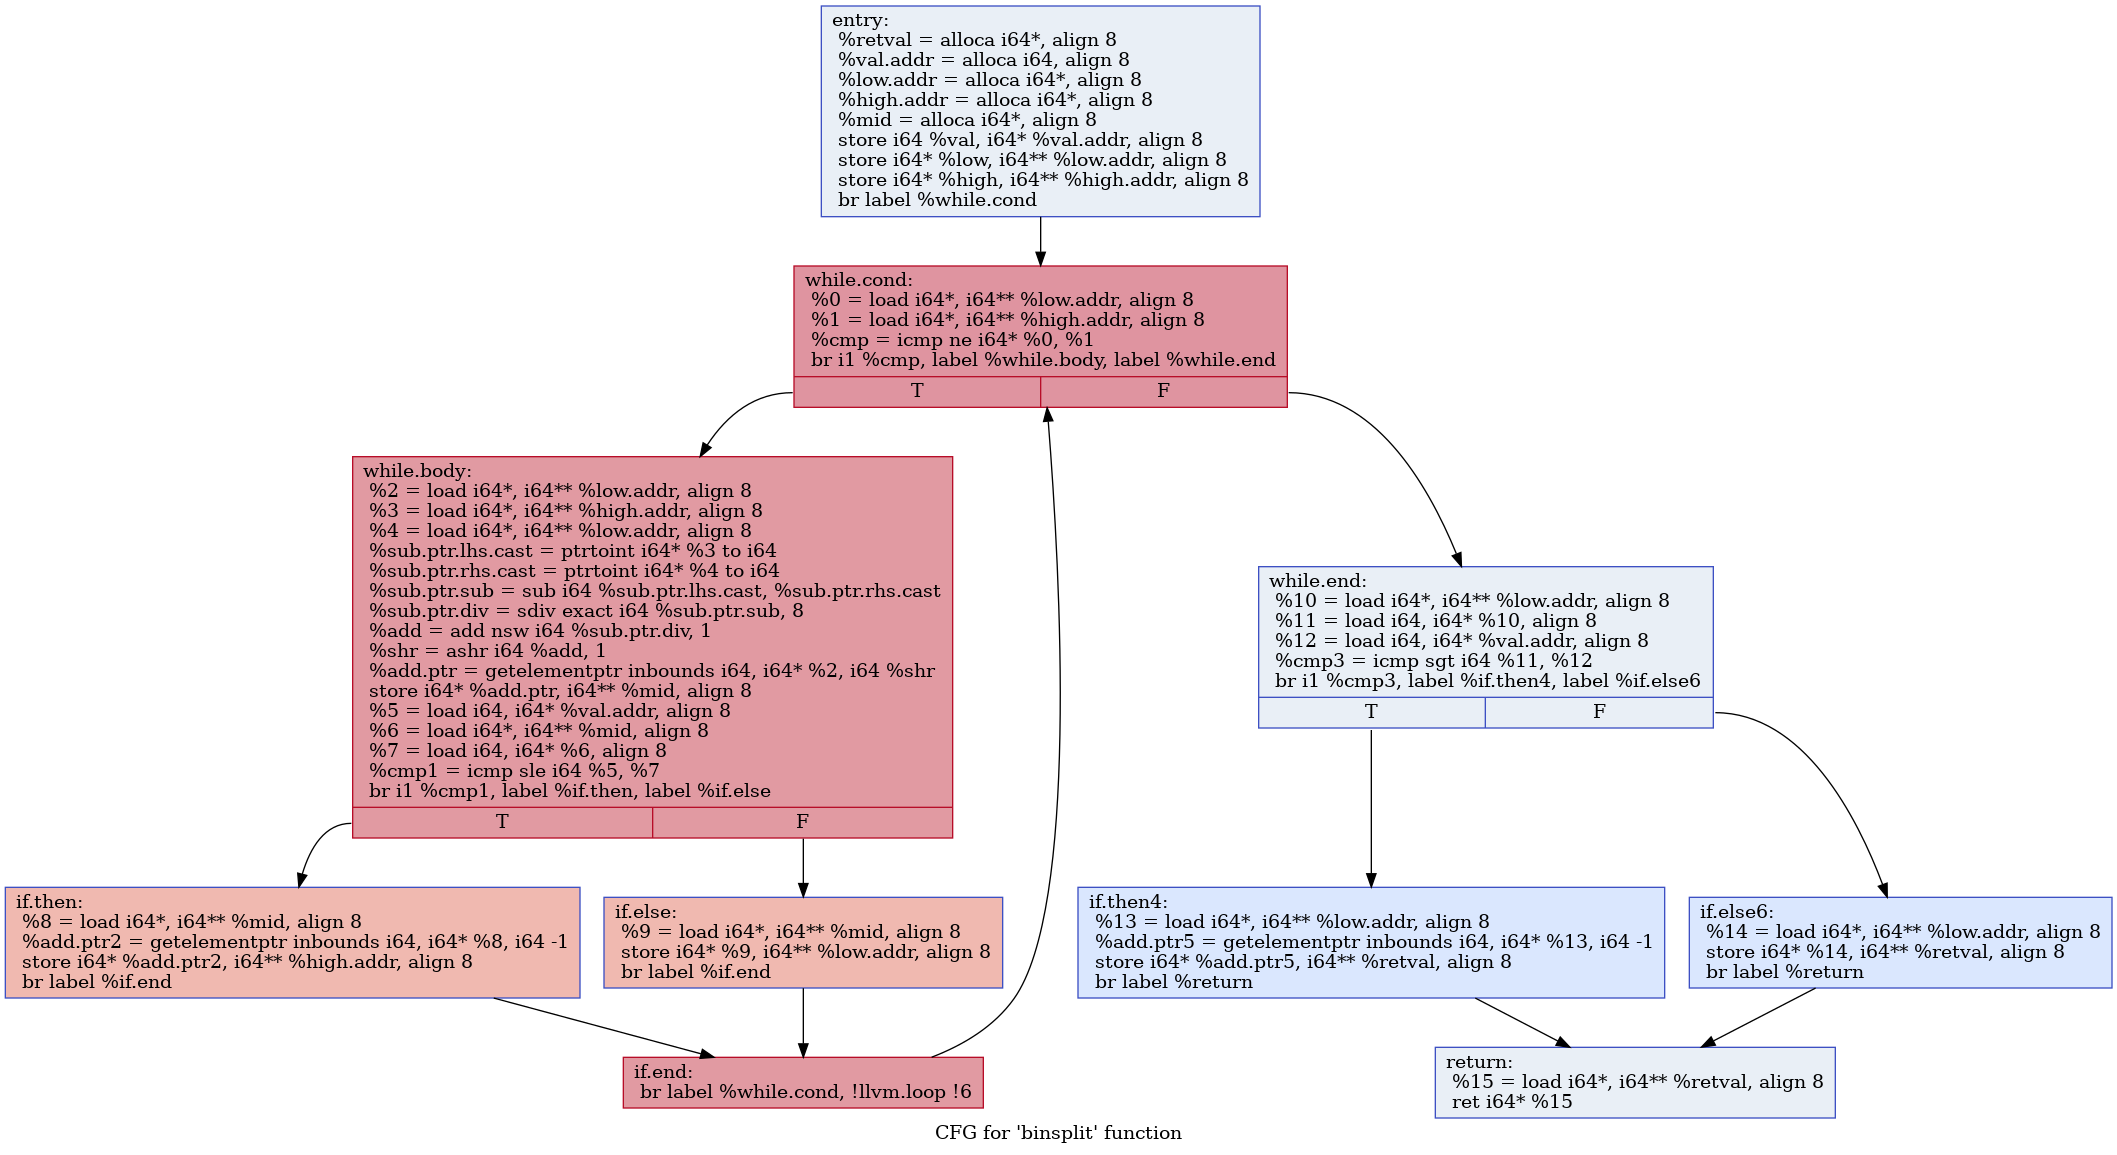 entry:
%retval = alloca i64*, align 8
%val.addr = alloca i64, align 8
%low.addr = alloca i64*, align 8
%high.addr = alloca i64*, align 8
%mid = alloca i64*, align 8
store i64 %val, i64* %val.addr, align 8
store i64* %low, i64** %low.addr, align 8
store i64* %high, i64** %high.addr, align 8
br label %while.cond
while.cond:
%0 = load i64*, i64** %low.addr, align 8
%1 = load i64*, i64** %high.addr, align 8
%cmp = icmp ne i64* %0, %1
br i1 %cmp, label %while.body, label %while.end
T F
while.body:
%2 = load i64*, i64** %low.addr, align 8
%3 = load i64*, i64** %high.addr, align 8
%4 = load i64*, i64** %low.addr, align 8
%sub.ptr.lhs.cast = ptrtoint i64* %3 to i64
%sub.ptr.rhs.cast = ptrtoint i64* %4 to i64
%sub.ptr.sub = sub i64 %sub.ptr.lhs.cast, %sub.ptr.rhs.cast
%sub.ptr.div = sdiv exact i64 %sub.ptr.sub, 8
%add = add nsw i64 %sub.ptr.div, 1
%shr = ashr i64 %add, 1
%add.ptr = getelementptr inbounds i64, i64* %2, i64 %shr
store i64* %add.ptr, i64** %mid, align 8
%5 = load i64, i64* %val.addr, align 8
%6 = load i64*, i64** %mid, align 8
%7 = load i64, i64* %6, align 8
%cmp1 = icmp sle i64 %5, %7
br i1 %cmp1, label %if.then, label %if.else
T F
while.end:
%10 = load i64*, i64** %low.addr, align 8
%11 = load i64, i64* %10, align 8
%12 = load i64, i64* %val.addr, align 8
%cmp3 = icmp sgt i64 %11, %12
br i1 %cmp3, label %if.then4, label %if.else6
T F
if.then:
%8 = load i64*, i64** %mid, align 8
%add.ptr2 = getelementptr inbounds i64, i64* %8, i64 -1
store i64* %add.ptr2, i64** %high.addr, align 8
br label %if.end
if.else:
%9 = load i64*, i64** %mid, align 8
store i64* %9, i64** %low.addr, align 8
br label %if.end
if.then4:
%13 = load i64*, i64** %low.addr, align 8
%add.ptr5 = getelementptr inbounds i64, i64* %13, i64 -1
store i64* %add.ptr5, i64** %retval, align 8
br label %return
if.else6:
%14 = load i64*, i64** %low.addr, align 8
store i64* %14, i64** %retval, align 8
br label %return
if.end:
br label %while.cond, !llvm.loop !6
return:
%15 = load i64*, i64** %retval, align 8
ret i64* %15
CFG for 'binsplit' function